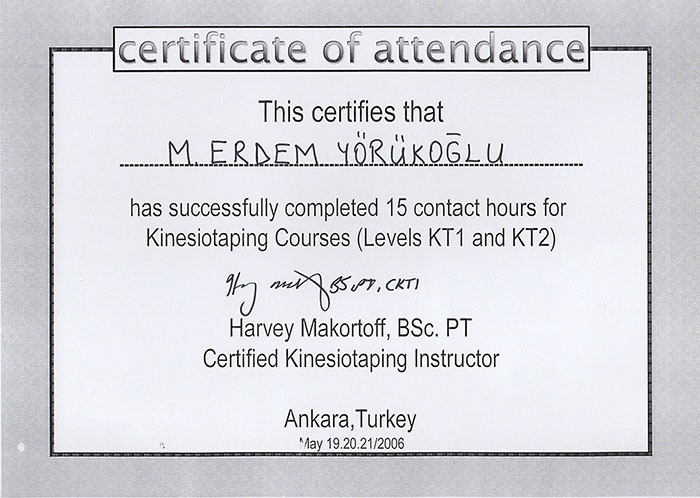 certificate of attendance
This certifies that
M. ERDEM YÖRÜKOĞLU
has successfully completed 15 contact hours for
Kinesiotaping Courses (Levels KT1 and KT2)
BS.PT, CKTI
Harvey Makortoff, BSc. PT
Certified Kinesiotaping Instructor
Ankara,Turkey
May 19.20.21/2006